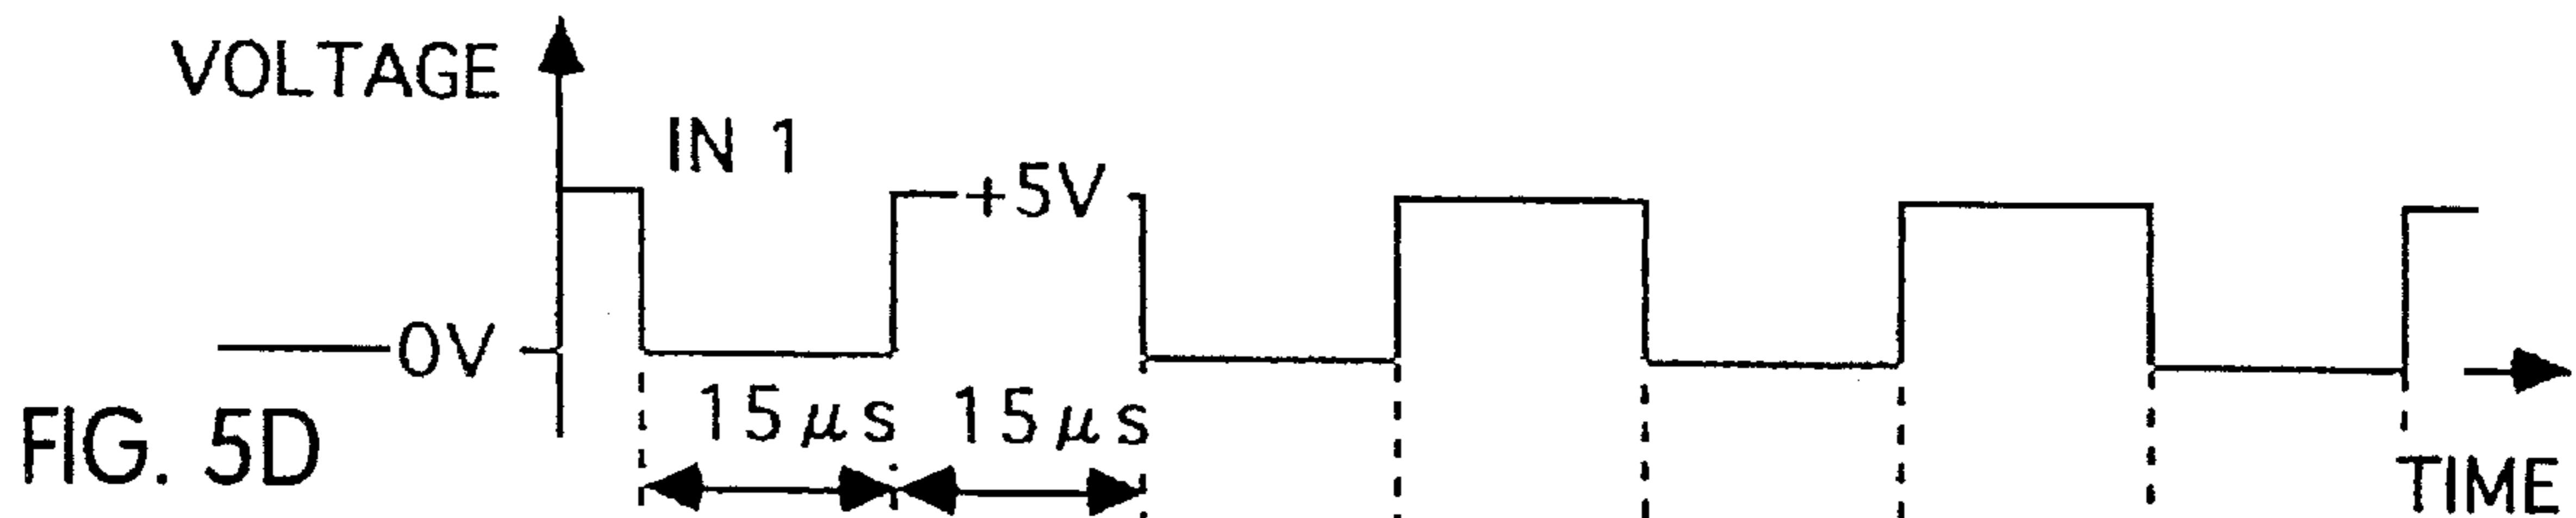 VOLTAGE
IN 1
+5V
0V
15μs 15μs
FIG. 5D
TIME